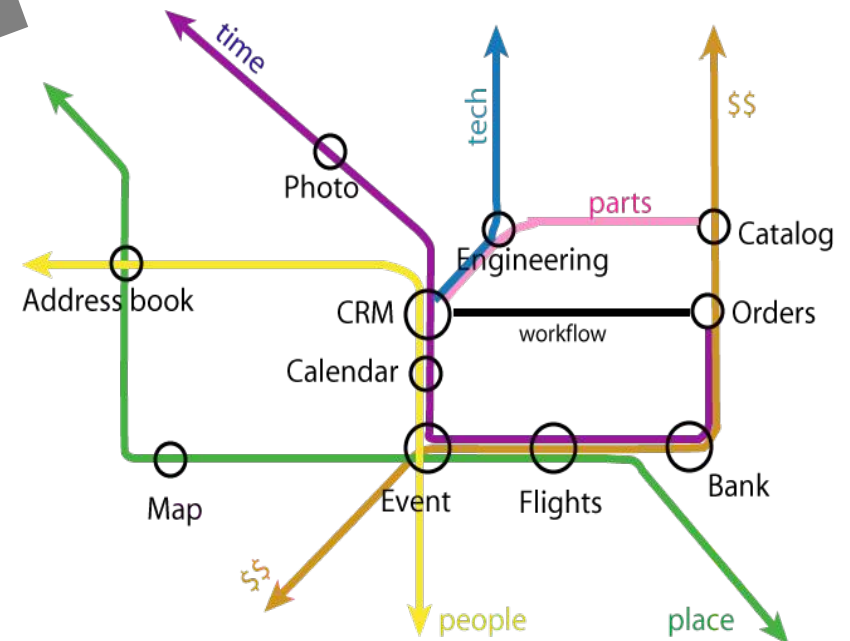 time
tech
$$
Photo
parts
Catalog
Engineering
Address book
CRM
Orders
workflow
Calendar
Map
Event
Flights
Bank
$$
people
place